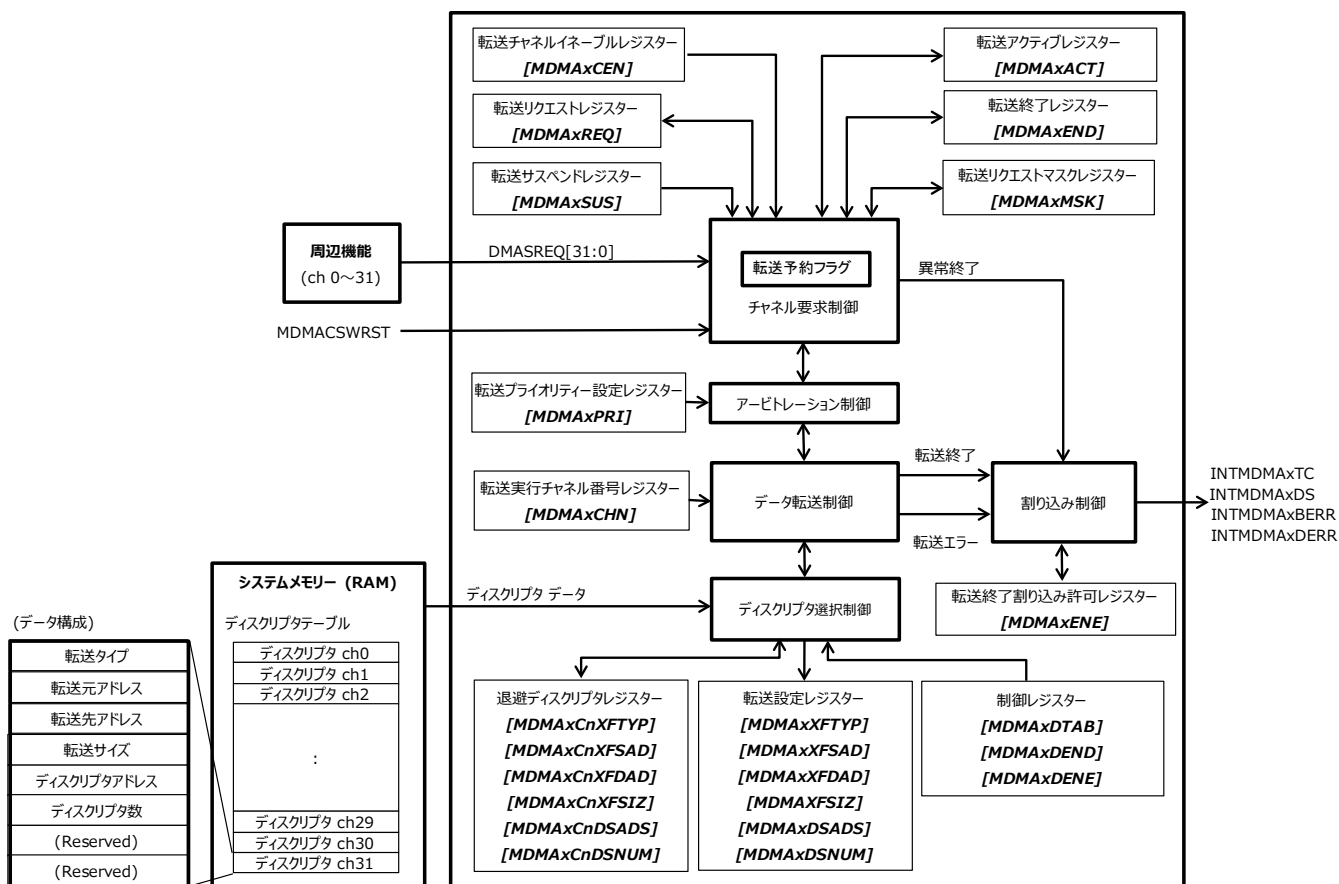 転送チャネルイネーブルレジスター
[MDMAxCEN]
転送リクエストレジスター
[MDMAxREQ]
転送サスペンドレジスター
[MDMAxSUS]
転送アクティブレジスター
[MDMAxACT]
転送終了レジスター
[MDMAxEND]
転送リクエストマスクレジスター
[MDMAxMSK]
周辺機能
(ch 0～31)
DMASREQ[31:0]
転送予約フラグ
チャネル要求制御
異常終了
MDMACSWRST
転送プライオリティー設定レジスター
[MDMAxPRI]
アービトレーション制御
転送実行チャネル番号レジスター
[MDMAxCHN]
データ転送制御
転送終了
転送エラー
割り込み制御
INTMDMAxTC
INTMDMAxDS
INTMDMAxBERR
INTMDMAxDERR
転送終了割り込み許可レジスター
[MDMAxENE]
ディスクリプタ データ
ディスクリプタ選択制御
システムメモリー (RAM)
ディスクリプタテーブル
ディスクリプタ ch0
ディスクリプタ ch1
ディスクリプタ ch2
:
ディスクリプタ ch29
ディスクリプタ ch30
ディスクリプタ ch31
(データ構成)
転送タイプ
転送元アドレス
転送先アドレス
転送サイズ
ディスクリプタアドレス
ディスクリプタ数
(Reserved)
(Reserved)
退避ディスクリプタレジスター
[MDMAxCnXFTYP]
[MDMAxCnXFSAD]
[MDMAxCnXFDAD]
[MDMAxCnXFSIZ]
[MDMAxCnDSADS]
[MDMAxCnDSNUM]
転送設定レジスター
[MDMAxXFTYP]
[MDMAxXFSAD]
[MDMAxXFDAD]
[MDMAXFSIZ]
[MDMAxDSADS]
[MDMAxDSNUM]
制御レジスター
[MDMAxDTAB]
[MDMAxDEND]
[MDMAxDENE]